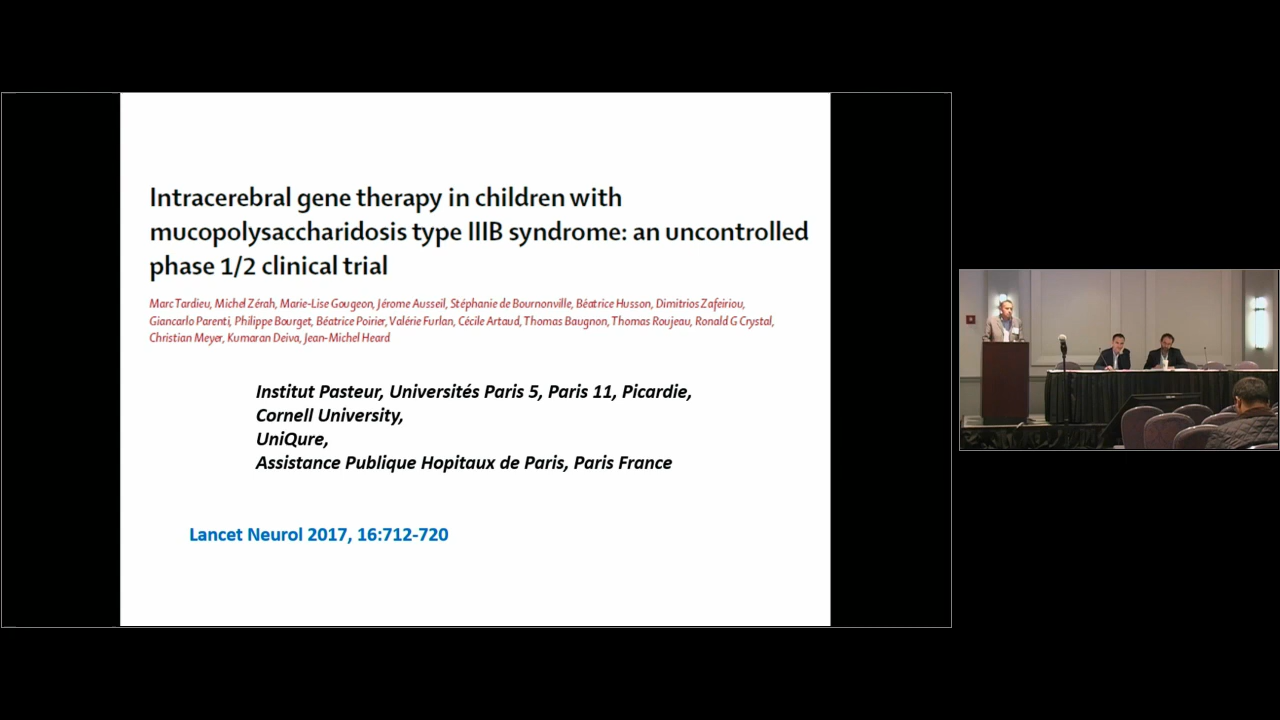 Intracerebral gene therapy in children with
mucopolysaccharidosis type IIIB syndrome: an uncontrolled
phase 1/2 clinical trial
Marc Tardieu, Michel Zérah, Marie-Lise Gougeon, Jérome Ausseil, Stéphanie de Bournonville, Béatrice Husson, Dimitrios Zafeiriou,
Giancarlo Parenti, Philippe Bourget, Béatrice Poirier, Valérie Furlan, Cécile Artaud, Thomas Baugnon, Thomas Roujeau, Ronald G Crystal,
Christian Meyer, Kumaran Deiva, Jean-Michel Heard
Institut Pasteur, Universités Paris 5, Paris 11, Picardie,
Cornell University,
UniQure,
Assistance Publique Hopitaux de Paris, Paris France
Lancet Neurol 2017, 16:712-720